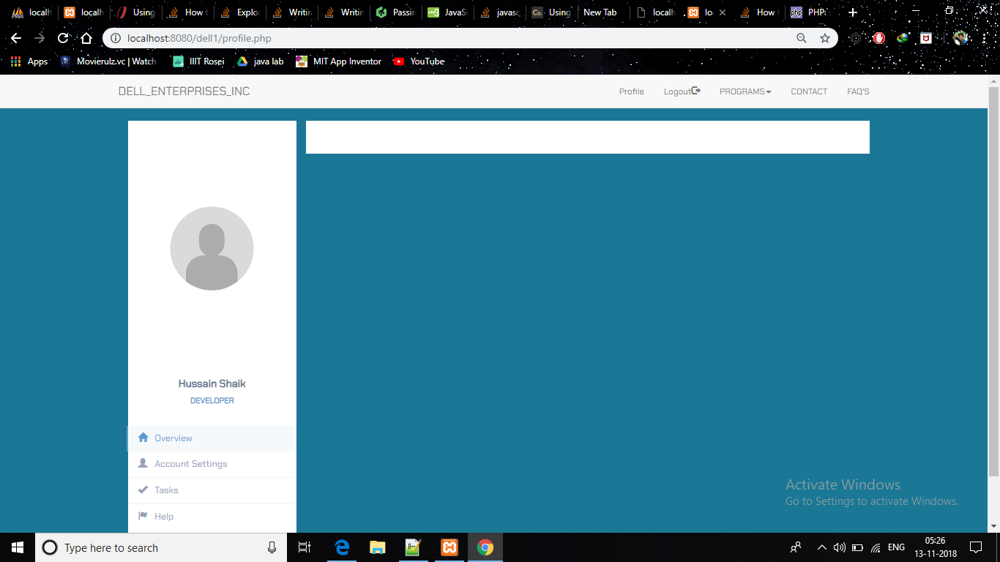 localh
localh
Using
How t
Explo
Writin
Writin
Passin
JavaSc
javasc
Using
New Tab
localh
lo
How t
PHP:
localhost:8080/dell1/profile.php
Apps
Movierulz.vc | Watch
IIIT Rosei
java lab
MIT App Inventor
YouTube
DELL_ENTERPRISES_INC
Profile
Logout
PROGRAMS
CONTACT
FAQ'S
Hussain Shaik
DEVELOPER
Overview
Account Settings
Tasks
Help
Activate Windows
Go to Settings to activate Windows.
Type here to search
ENG
05:26
13-11-2018